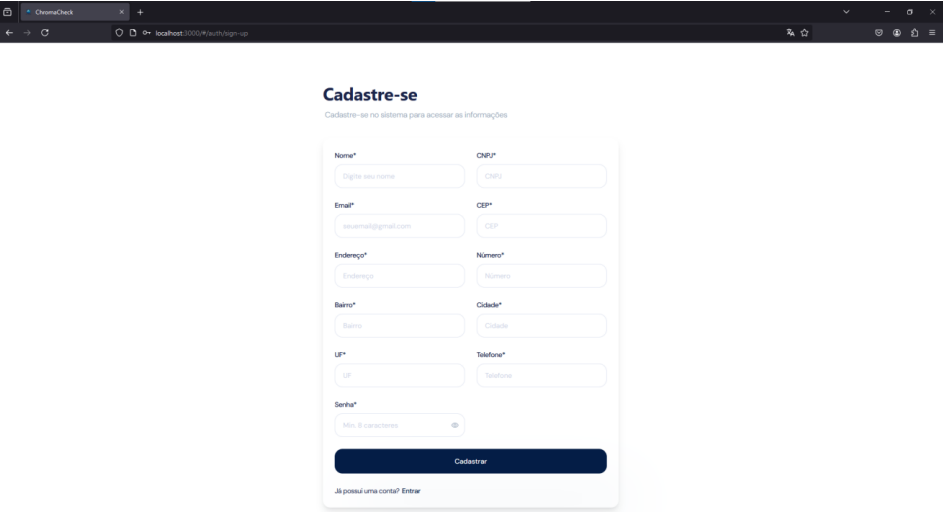 ChromaCheck
localhost:3000/#/auth/sign-up
Cadastre-se
Cadastre-se no sistema para acessar as informações
Nome* CNPJ*
Digite seu nome CNPJ
Email* CEP*
seuemail@gmail.com CEP
Endereço* Número*
Endereço Número
Bairro* Cidade*
Bairro Cidade
UF* Telefone*
UF Telefone
Senha*
Min. 8 caracteres
Cadastrar
Já possui uma conta? Entrar